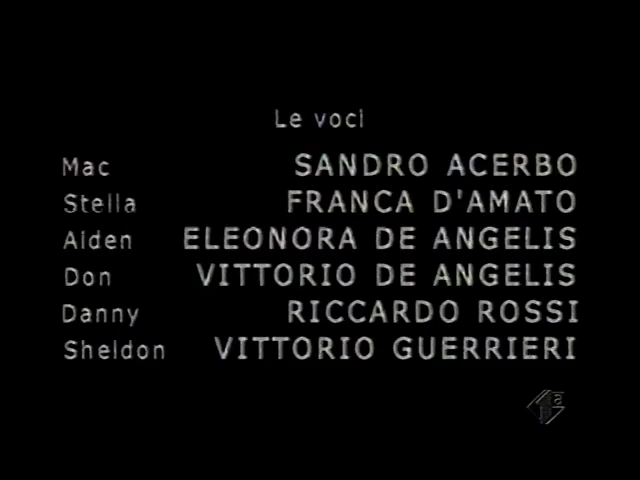 Le voci
Mac SANDRO ACERBO
Stella FRANCA D'AMATO
Aiden ELEONORA DE ANGELIS
Don VITTORIO DE ANGELIS
Danny RICCARDO ROSSI
Sheldon VITTORIO GUERRIERI